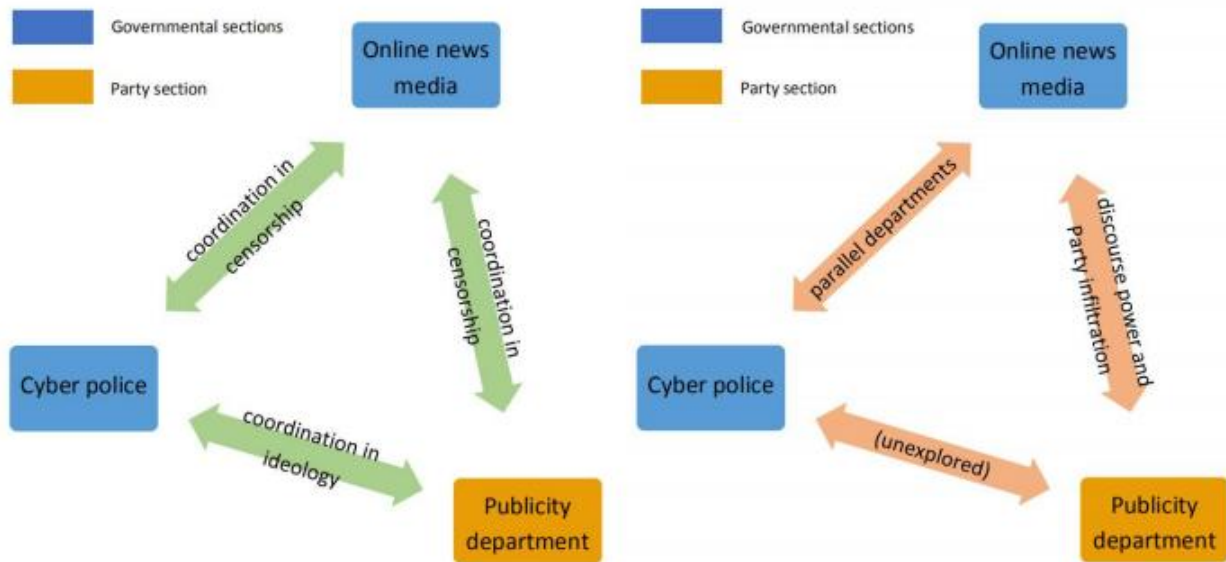 Governmental sections
Party section
Online news
media
coordination in
censorship
coordination in
censorship
Cyber police
coordination in
ideology
Publicity
department
Governmental sections
Party section
Online news
media
parallel departments
discourse power and
Party infiltration
Cyber police
(unexplored)
Publicity
department